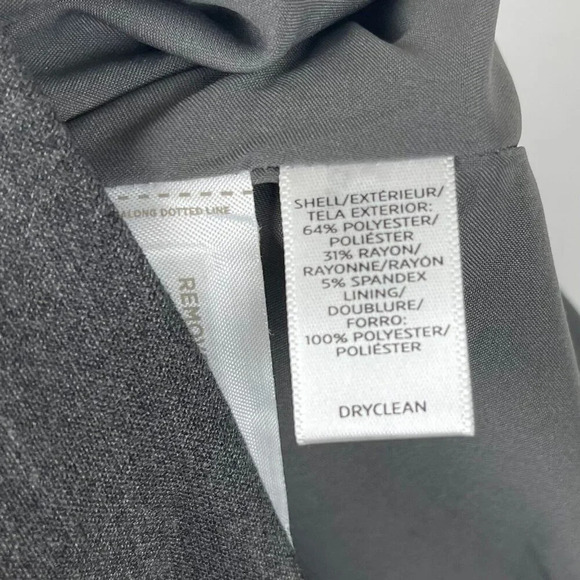 ALONG DOTTED LINE
REMOV
SHELL/EXTÉRIEUR/
TELA EXTERIOR:
64% POLYESTER/
POLIÉSTER
31% RAYON/
RAYONNE/RAYÓN
5% SPANDEX
LINING/
DOUBLURE/
FORRO:
100% POLYESTER/
POLIÉSTER
DRYCLEAN